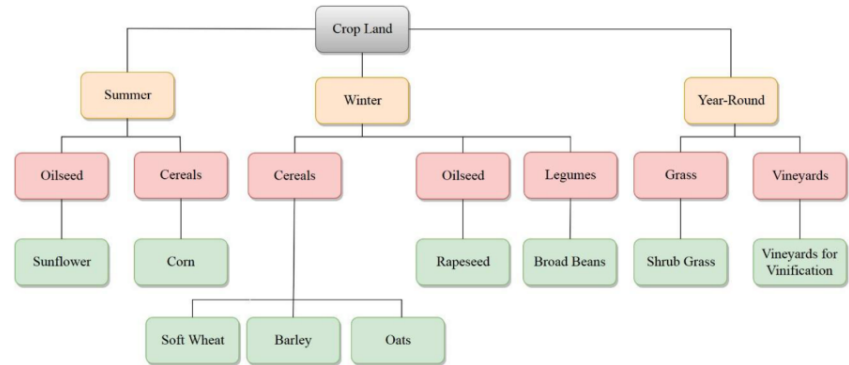 Crop Land
Summer
Winter
Year-Round
Oilseed
Cereals
Cereals
Oilseed
Legumes
Grass
Vineyards
Sunflower
Corn
Rapeseed
Broad Beans
Shrub Grass
Vineyards for
Vinification
Soft Wheat
Barley
Oats